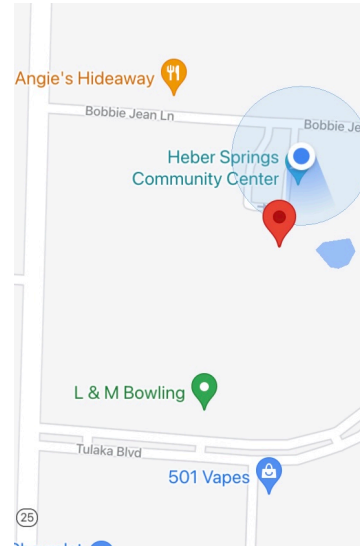 Angie's Hideaway
Bobbie Jean Ln
Bobbie Je
Heber Springs
Community Center
L & M Bowling
Tulaka Blvd
501 Vapes
25